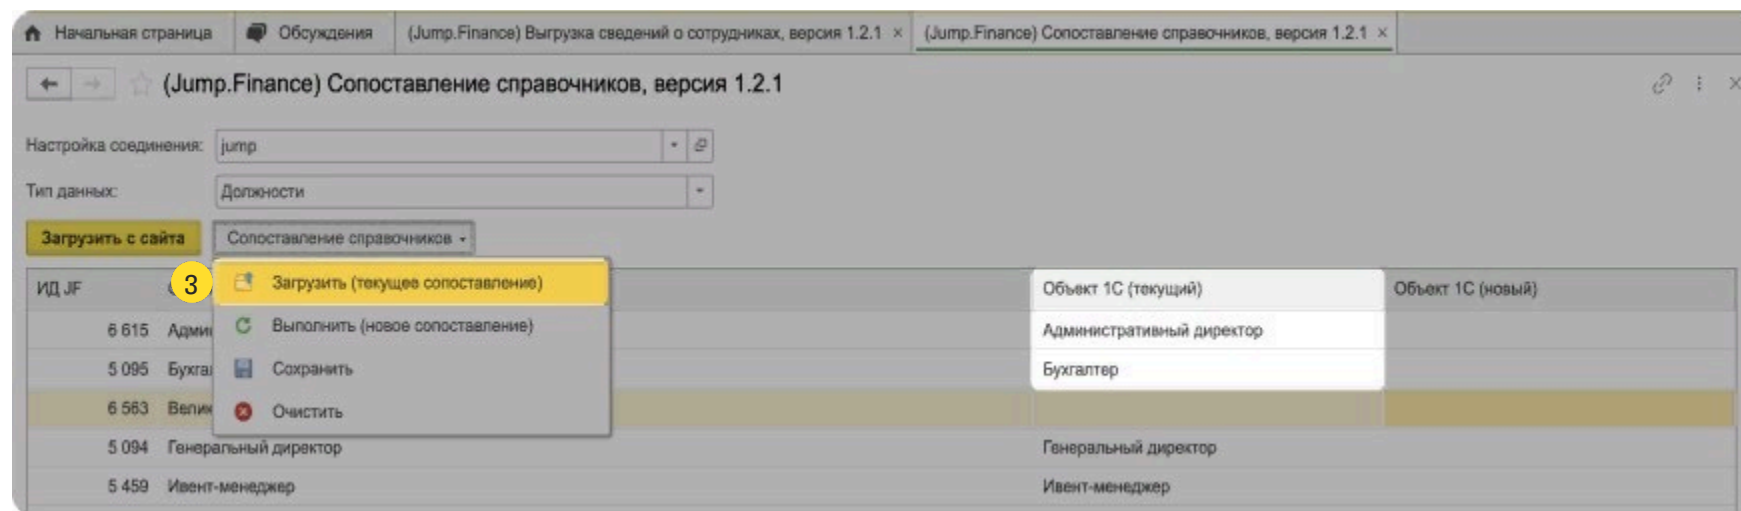 Начальная страница Обсуждения (Jump.Finance) Выгрузка сведений о сотрудниках, версия 1.2.1 × (Jump.Finance) Сопоставление справочников, версия 1.2.1 ×
(Jump.Finance) Сопоставление справочников, версия 1.2.1
Настройка соединения: jump
Тип данных: Должности
Загрузить с сайта Сопоставление справочников
ИД JF 3 Загрузить (текущее сопоставление) Объект 1С (текущий) Объект 1С (новый)
6 615 Админ Выполнить (новое сопоставление) Административный директор
5 095 Бухгал Сохранить Бухгалтер
6 563 Велик Очистить
5 094 Генеральный директор Генеральный директор
5 459 Ивент-менеджер Ивент-менеджер